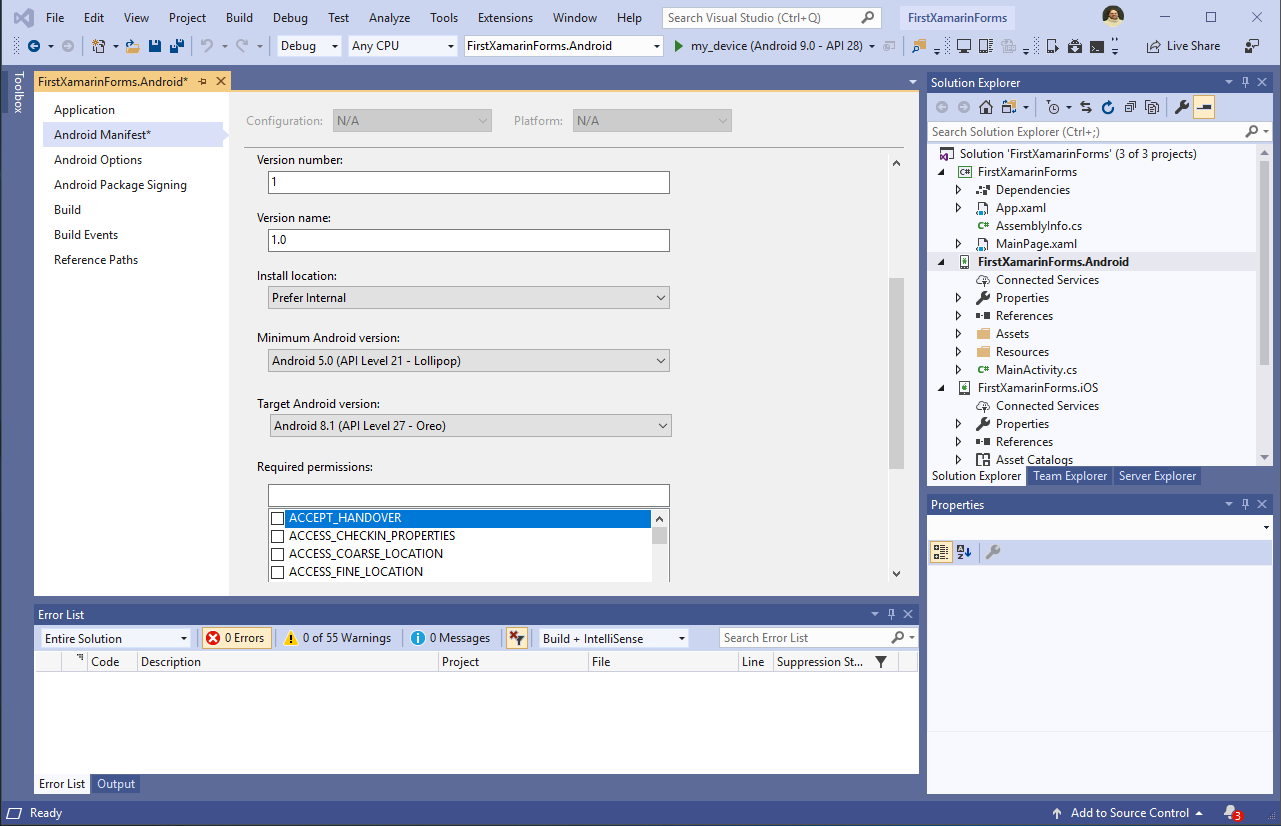 File Edit View Project Build Debug Test Analyze Tools Extensions Window Help Search Visual Studio (Ctrl+Q) FirstXamarinForms
Debug Any CPU FirstXamarinForms.Android my_device (Android 9.0 - API 28) Live Share
Toolbox
FirstXamarinForms.Android*
Application
Android Manifest*
Android Options
Android Package Signing
Build
Build Events
Reference Paths
Configuration: N/A Platform: N/A
Version number:
1
Version name:
1.0
Install location:
Prefer Internal
Minimum Android version:
Android 5.0 (API Level 21 - Lollipop)
Target Android version:
Android 8.1 (API Level 27 - Oreo)
Required permissions:
ACCEPT_HANDOVER
ACCESS_CHECKIN_PROPERTIES
ACCESS_COARSE_LOCATION
ACCESS_FINE_LOCATION
Solution Explorer
Search Solution Explorer (Ctrl+;)
Solution 'FirstXamarinForms' (3 of 3 projects)
C# FirstXamarinForms
Dependencies
App.xaml
C# AssemblyInfo.cs
MainPage.xaml
FirstXamarinForms.Android
Connected Services
Properties
References
Assets
Resources
C# MainActivity.cs
FirstXamarinForms.iOS
Connected Services
Properties
References
Asset Catalogs
Solution Explorer Team Explorer Server Explorer
Properties
Error List
Entire Solution 0 Errors 0 of 55 Warnings 0 Messages Build + IntelliSense Search Error List
Code Description Project File Line Suppression St...
Error List Output
Ready Add to Source Control 3